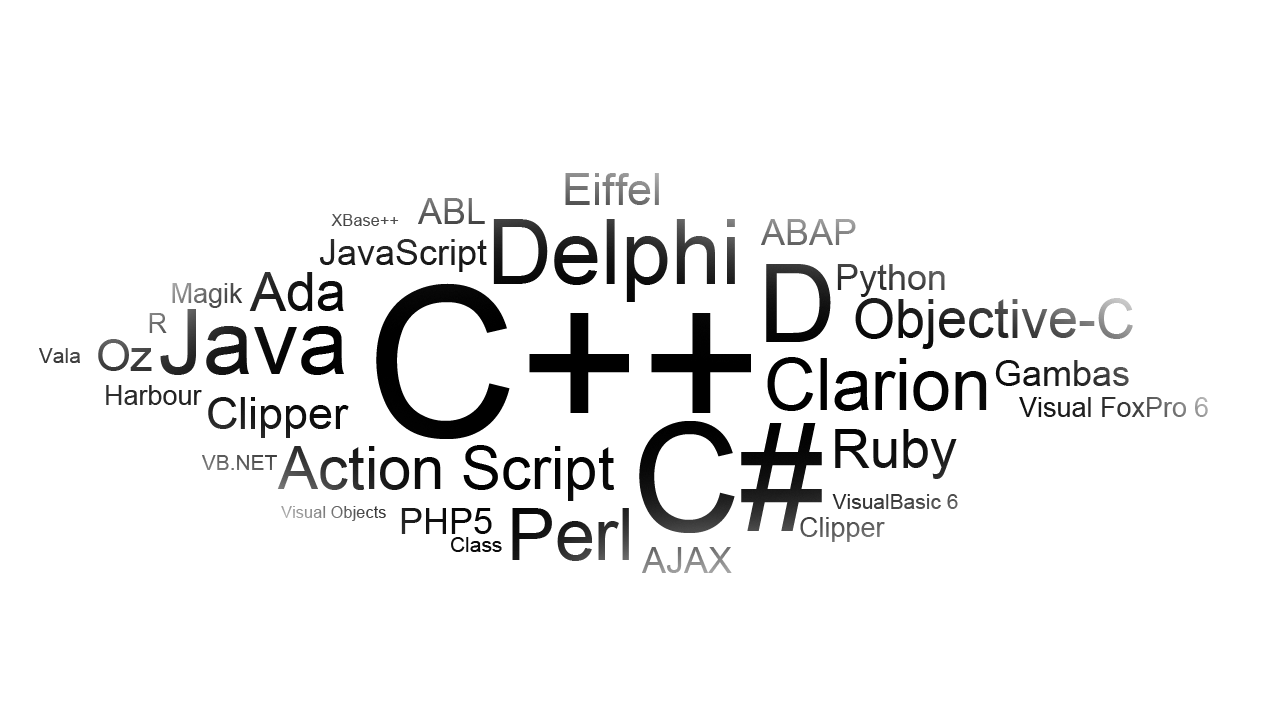 Eiffel
XBase++ ABL
Delphi
ABAP
JavaScript
Python
Magik Ada
D
Objective-C
R
Java
C++
Vala Oz
Clarion
Gambas
Harbour
Visual FoxPro 6
Clipper
Ruby
VB.NET
Action Script
C#
VisualBasic 6
Visual Objects
PHP5
Perl
Clipper
Class
AJAX